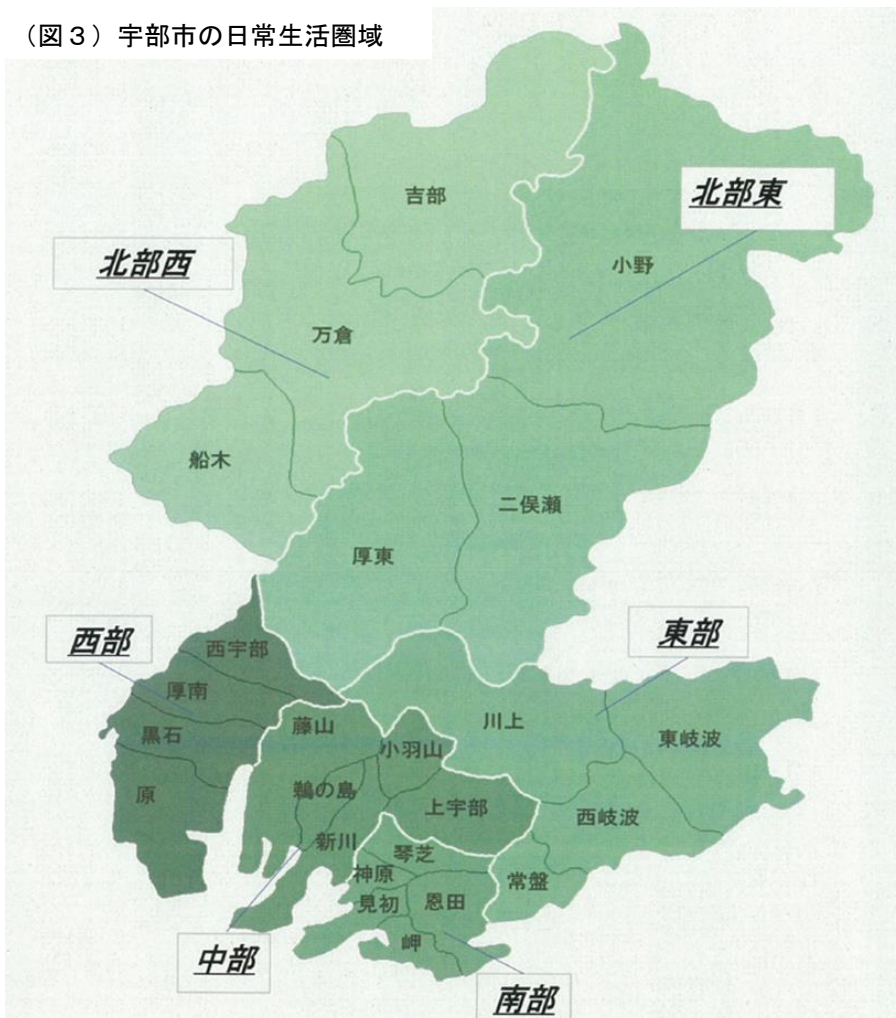 (図3)宇部市の日常生活圏域
吉部
北部東
小野
北部西
万倉
船木
二俣瀬
厚東
西部
西宇部
東部
厚南
川上
藤山
黒石
小羽山
東岐波
原
鵜の島
上宇部
西岐波
新川
琴芝
神原
常盤
見初
恩田
岬
中部
南部